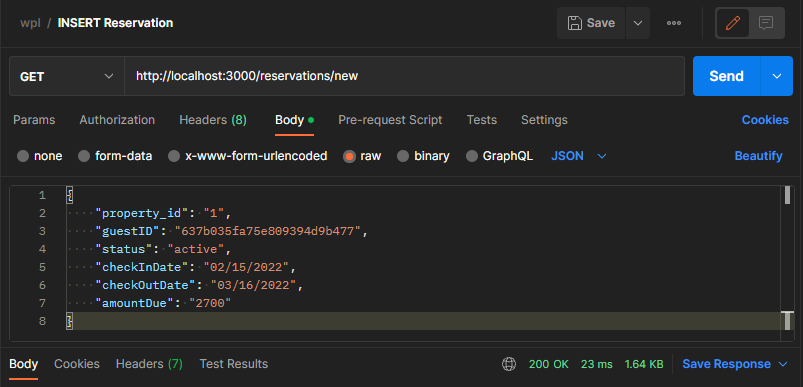 wpl / INSERT Reservation Save
GET http://localhost:3000/reservations/new Send
Params Authorization Headers (8) Body Pre-request Script Tests Settings Cookies
none form-data x-www-form-urlencoded raw binary GraphQL JSON Beautify
1 {
2 ····"property_id": "1",
3 ····"guestID": "637b035fa75e809394d9b477",
4 ····"status": "active",
5 ····"checkInDate": "02/15/2022",
6 ····"checkOutDate": "03/16/2022",
7 ····"amountDue": "2700"
8 }
Body Cookies Headers (7) Test Results 200 OK 23 ms 1.64 KB Save Response